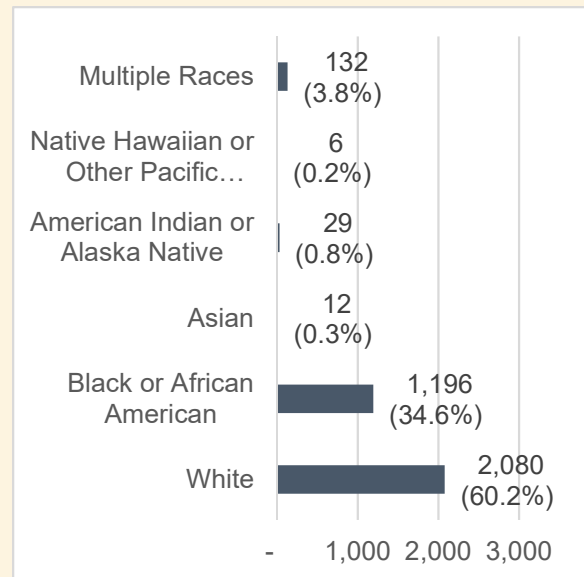 Multiple Races
132
(3.8%)
Native Hawaiian or
Other Pacific…
6
(0.2%)
American Indian or
Alaska Native
29
(0.8%)
Asian
12
(0.3%)
Black or African
American
1,196
(34.6%)
White
2,080
(60.2%)
- 1,000 2,000 3,000